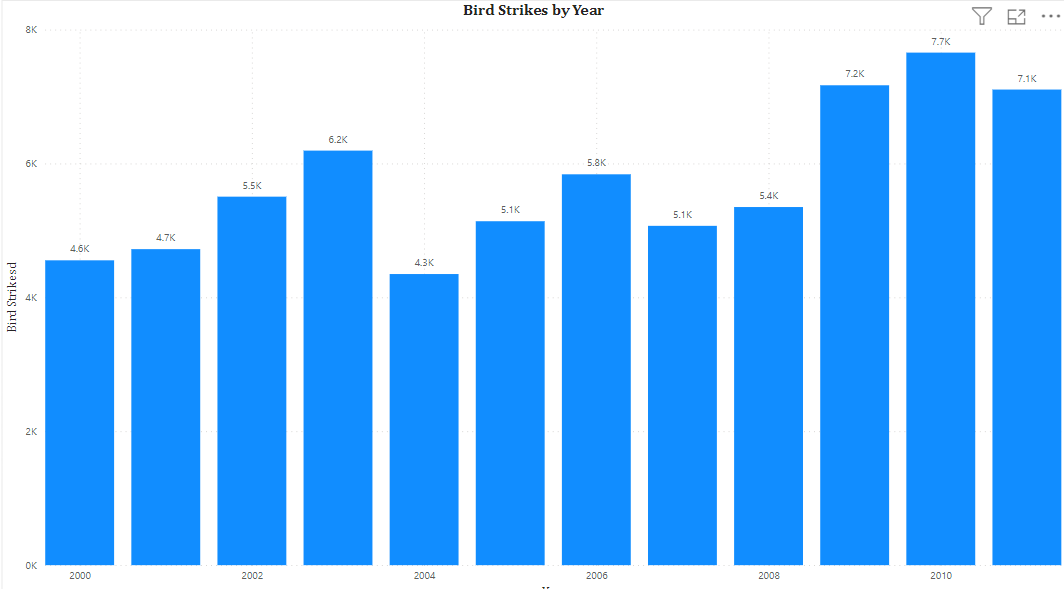 Bird Strikes by Year
8K
6K
4K
2K
0K
Bird Strikesd
4.6K
4.7K
5.5K
6.2K
4.3K
5.1K
5.8K
5.1K
5.4K
7.2K
7.7K
7.1K
2000
2002
2004
2006
2008
2010